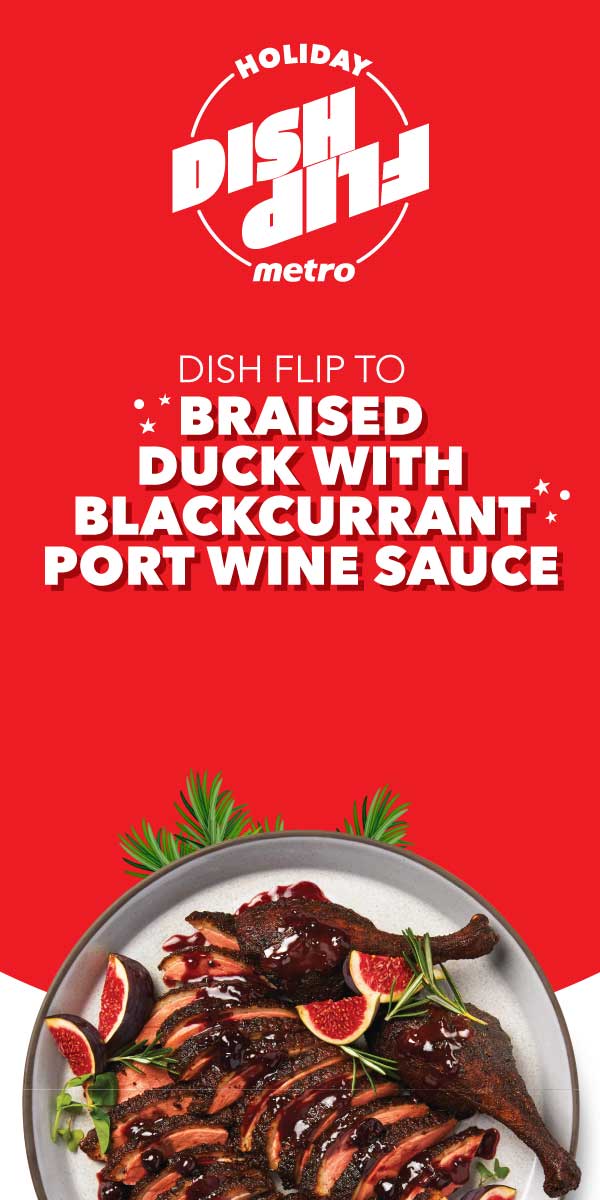 HOLIDAY
DISH
FLIP
metro
DISH FLIP TO
BRAISED
DUCK WITH
BLACKCURRANT
PORT WINE SAUCE